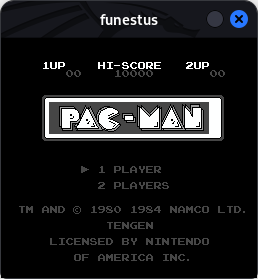 funestus
1UP HI-SCORE 2UP
00 10000 00
PAC-MAN
1 PLAYER
2 PLAYERS
TM AND © 1980 1984 NAMCO LTD.
TENGEN
LICENSED BY NINTENDO
OF AMERICA INC.